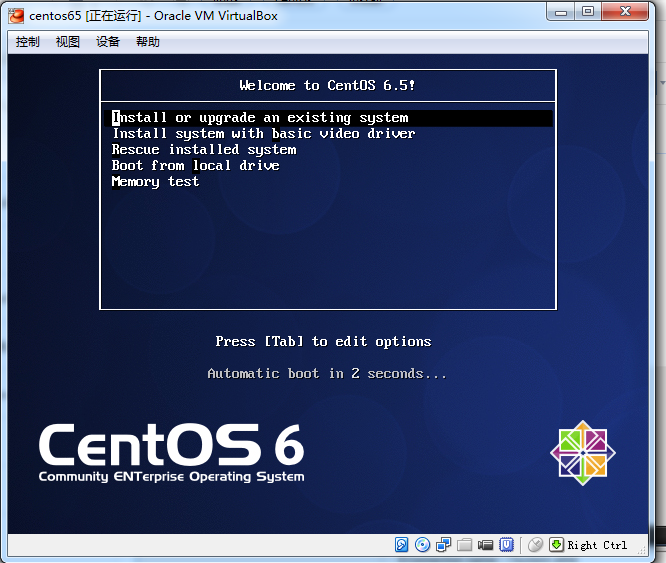 centos65 [正在运行] - Oracle VM VirtualBox
控制 视图 设备 帮助
Welcome to CentOS 6.5!
Install or upgrade an existing system
Install system with basic video driver
Rescue installed system
Boot from local drive
Memory test
Press [Tab] to edit options
Automatic boot in 2 seconds...
CentOS 6
Community ENTerprise Operating System
Right Ctrl